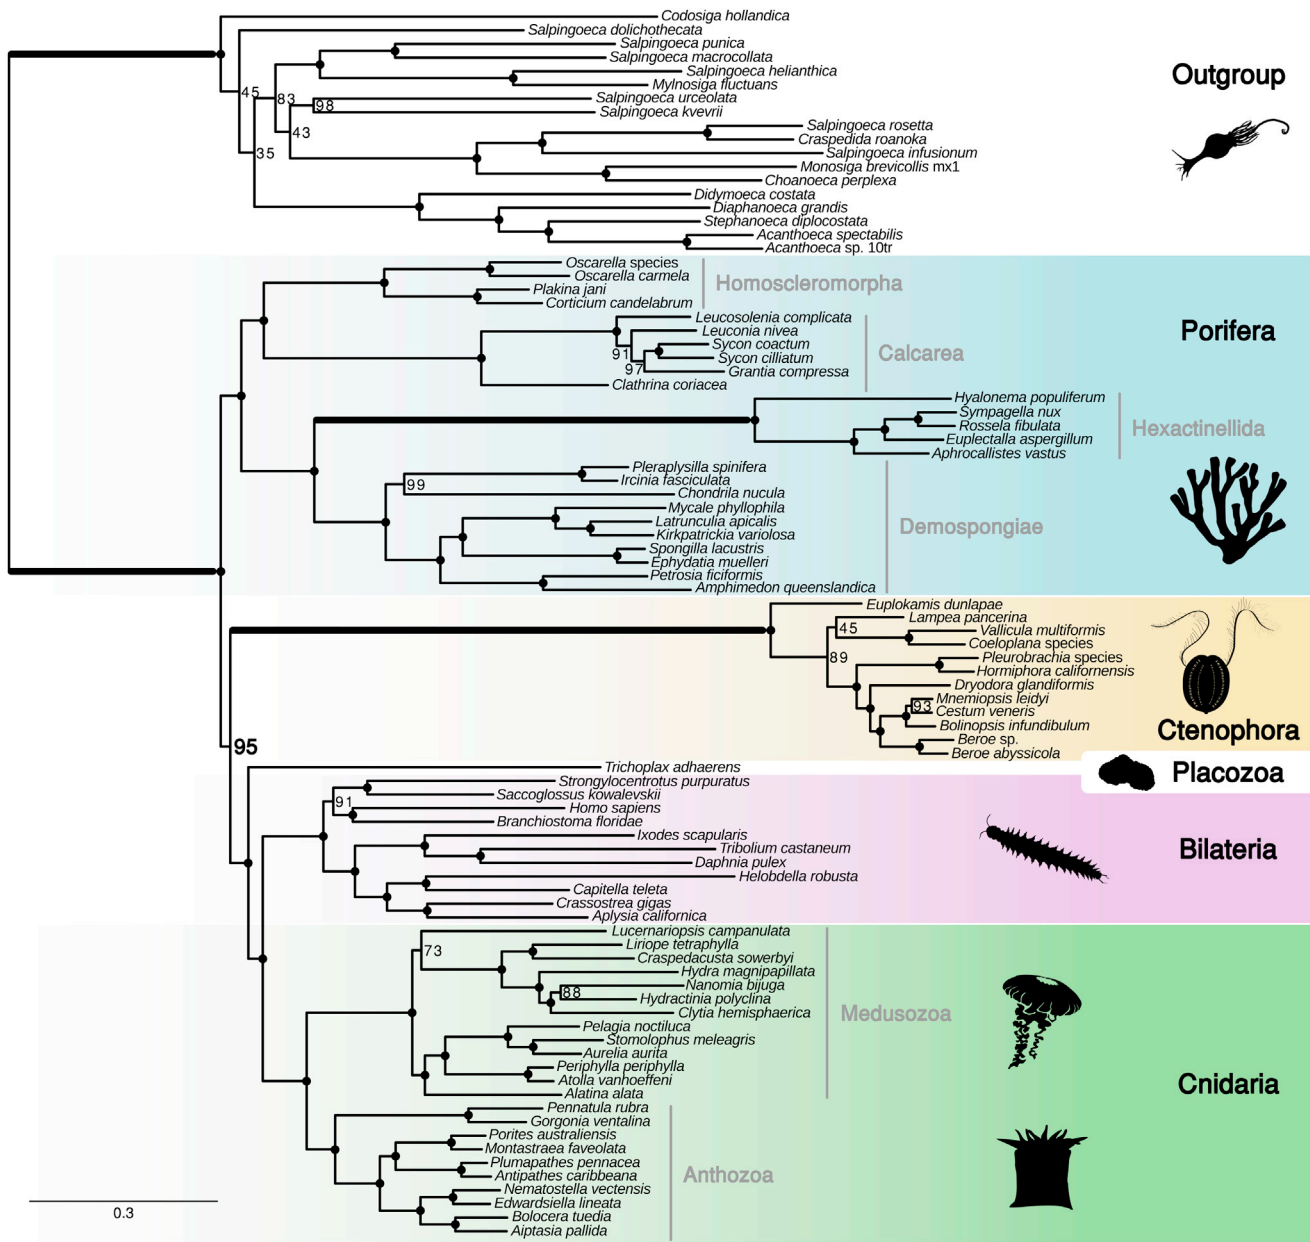 Codosiga hollandica
Salpingoeca dolichothecata
Salpingoeca punica
Salpingoeca macrocollata
Salpingoeca helianthica
Mylnosiga fluctuans
Salpingoeca urceolata
Salpingoeca kvevrii
Salpingoeca rosetta
Craspedida roanoka
Salpingoeca infusionum
Monosiga brevicollis mx1
Choanoeca perplexa
Didymoeca costata
Diaphanoeca grandis
Stephanoeca diplocostata
Acanthoeca spectabilis
Acanthoeca sp. 10tr
45
83
98
43
35
Outgroup
Oscarella species
Oscarella carmela
Plakina jani
Corticium candelabrum
Homoscleromorpha
Leucosolenia complicata
Leuconia nivea
Sycon coactum
Sycon cilliatum
Grantia compressa
Clathrina coriacea
91
97
Calcarea
Porifera
Hyalonema populiferum
Sympagella nux
Rossela fibulata
Euplectalla aspergillum
Aphrocallistes vastus
Hexactinellida
Pleraplysilla spinifera
Ircinia fasciculata
Chondrila nucula
99
Mycale phyllophila
Latrunculia apicalis
Kirkpatrickia variolosa
Spongilla lacustris
Ephydatia muelleri
Petrosia ficiformis
Amphimedon queenslandica
Demospongiae
Euplokamis dunlapae
Lampea pancerina
45
Vallicula multiformis
Coeloplana species
89
Pleurobrachia species
Hormiphora californensis
Dryodora glandiformis
Mnemiopsis leidyi
93
Cestum veneris
Bolinopsis infundibulum
Beroe sp.
Beroe abyssicola
Ctenophora
95
Trichoplax adhaerens
Placozoa
Strongylocentrotus purpuratus
Saccoglossus kowalevskii
91
Homo sapiens
Branchiostoma floridae
Ixodes scapularis
Tribolium castaneum
Daphnia pulex
Helobdella robusta
Capitella teleta
Crassostrea gigas
Aplysia californica
Bilateria
Lucernariopsis campanulata
73
Liriope tetraphylla
Craspedacusta sowerbyi
Hydra magnipapillata
Nanomia bijuga
88
Hydractinia polyclina
Clytia hemisphaerica
Medusozoa
Pelagia noctiluca
Stomolophus meleagris
Aurelia aurita
Periphylla periphylla
Atolla vanhoeffeni
Alatina alata
Cnidaria
Pennatula rubra
Gorgonia ventalina
Porites australiensis
Montastraea faveolata
Plumapathes pennacea
Antipathes caribbeana
Nematostella vectensis
Edwardsiella lineata
Bolocera tuedia
Aiptasia pallida
Anthozoa
0.3